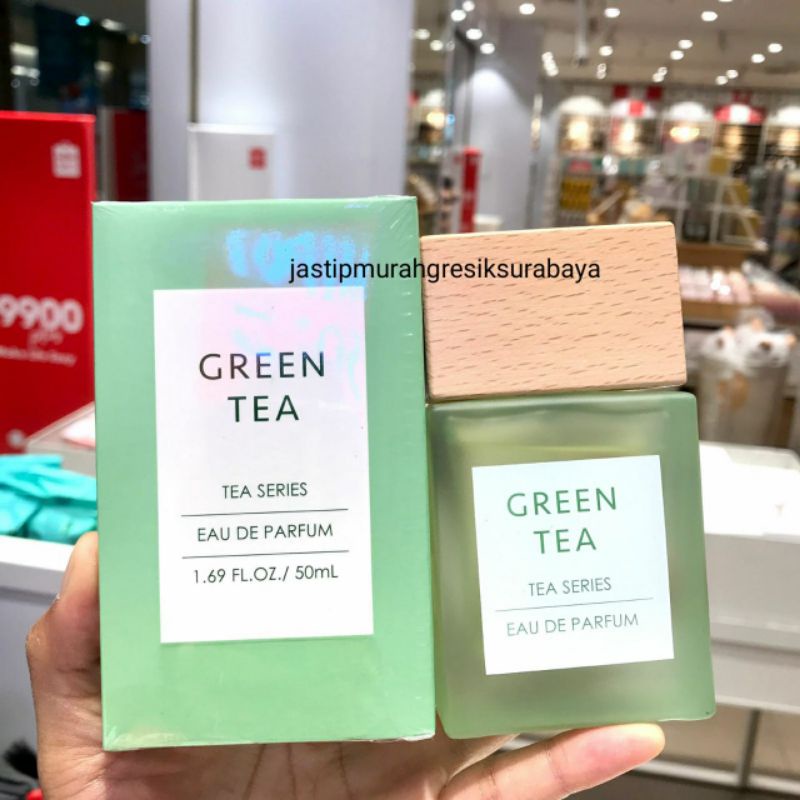 jastipmurahgresiksurabaya
9900
GREEN
TEA
TEA SERIES
EAU DE PARFUM
1.69 FL.OZ./ 50mL
GREEN
TEA
TEA SERIES
EAU DE PARFUM